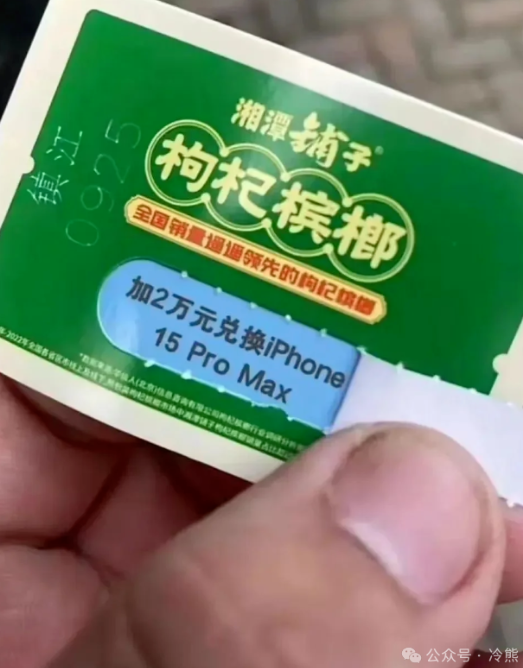 湘潭铺子®
枸杞槟榔
全国销量遥遥领先的枸杞槟榔
镇江
0925
加2万元兑换iPhone
15 Pro Max
公众号·冷熊